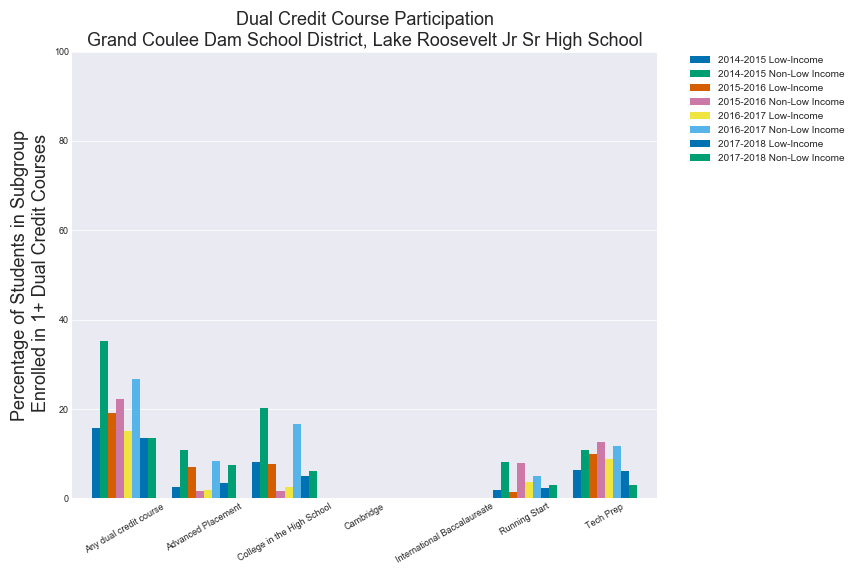 Dual Credit Course Participation
Grand Coulee Dam School District, Lake Roosevelt Jr Sr High School
Percentage of Students in Subgroup
Enrolled in 1+ Dual Credit Courses
100
80
60
40
20
0
Any dual credit course
Advanced Placement
College in the High School
Cambridge
International Baccalaureate
Running Start
Tech Prep
2014-2015 Low-Income
2014-2015 Non-Low Income
2015-2016 Low-Income
2015-2016 Non-Low Income
2016-2017 Low-Income
2016-2017 Non-Low Income
2017-2018 Low-Income
2017-2018 Non-Low Income